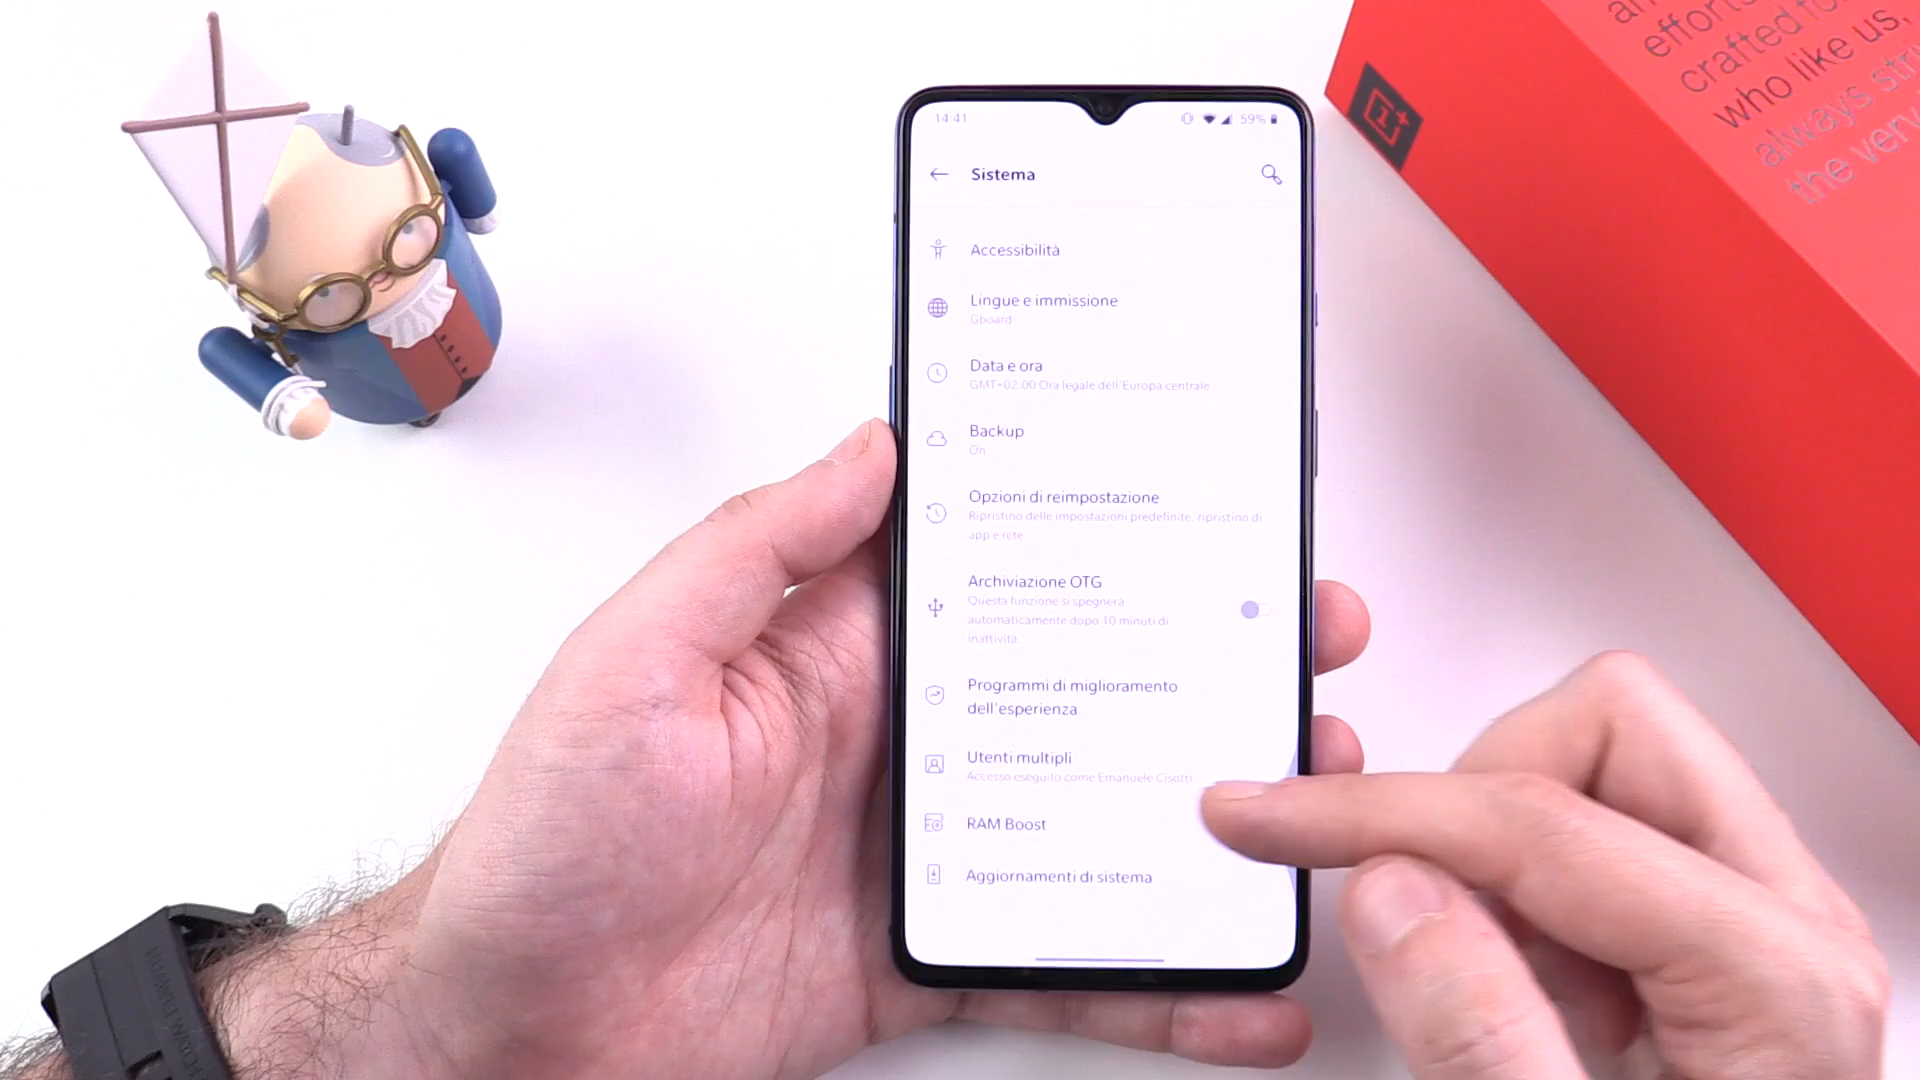 14:41
59%
Sistema
Accessibilità
Lingue e immissione
Gboard
Data e ora
GMT+02:00 Ora legale dell'Europa centrale
Backup
On
Opzioni di reimpostazione
Ripristino delle impostazioni predefinite, ripristino di
app e rete
Archiviazione OTG
Questa funzione si spegnerà
automaticamente dopo 10 minuti di
inattività.
Programmi di miglioramento
dell'esperienza
Utenti multipli
Accesso eseguito come Emanuele Cisotti
RAM Boost
Aggiornamenti di sistema
efforts
crafted
who like us,
always
the